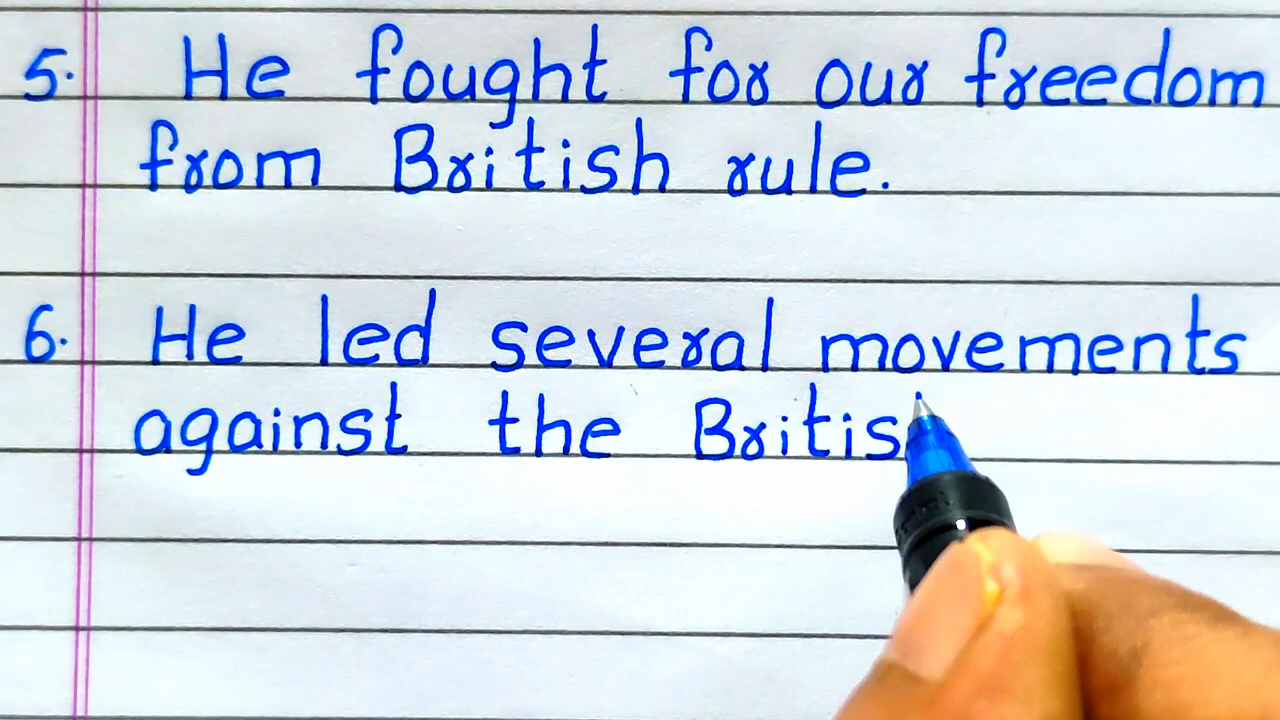 5. He fought for our freedom
from British rule.
6. He led several movements
against the Britis